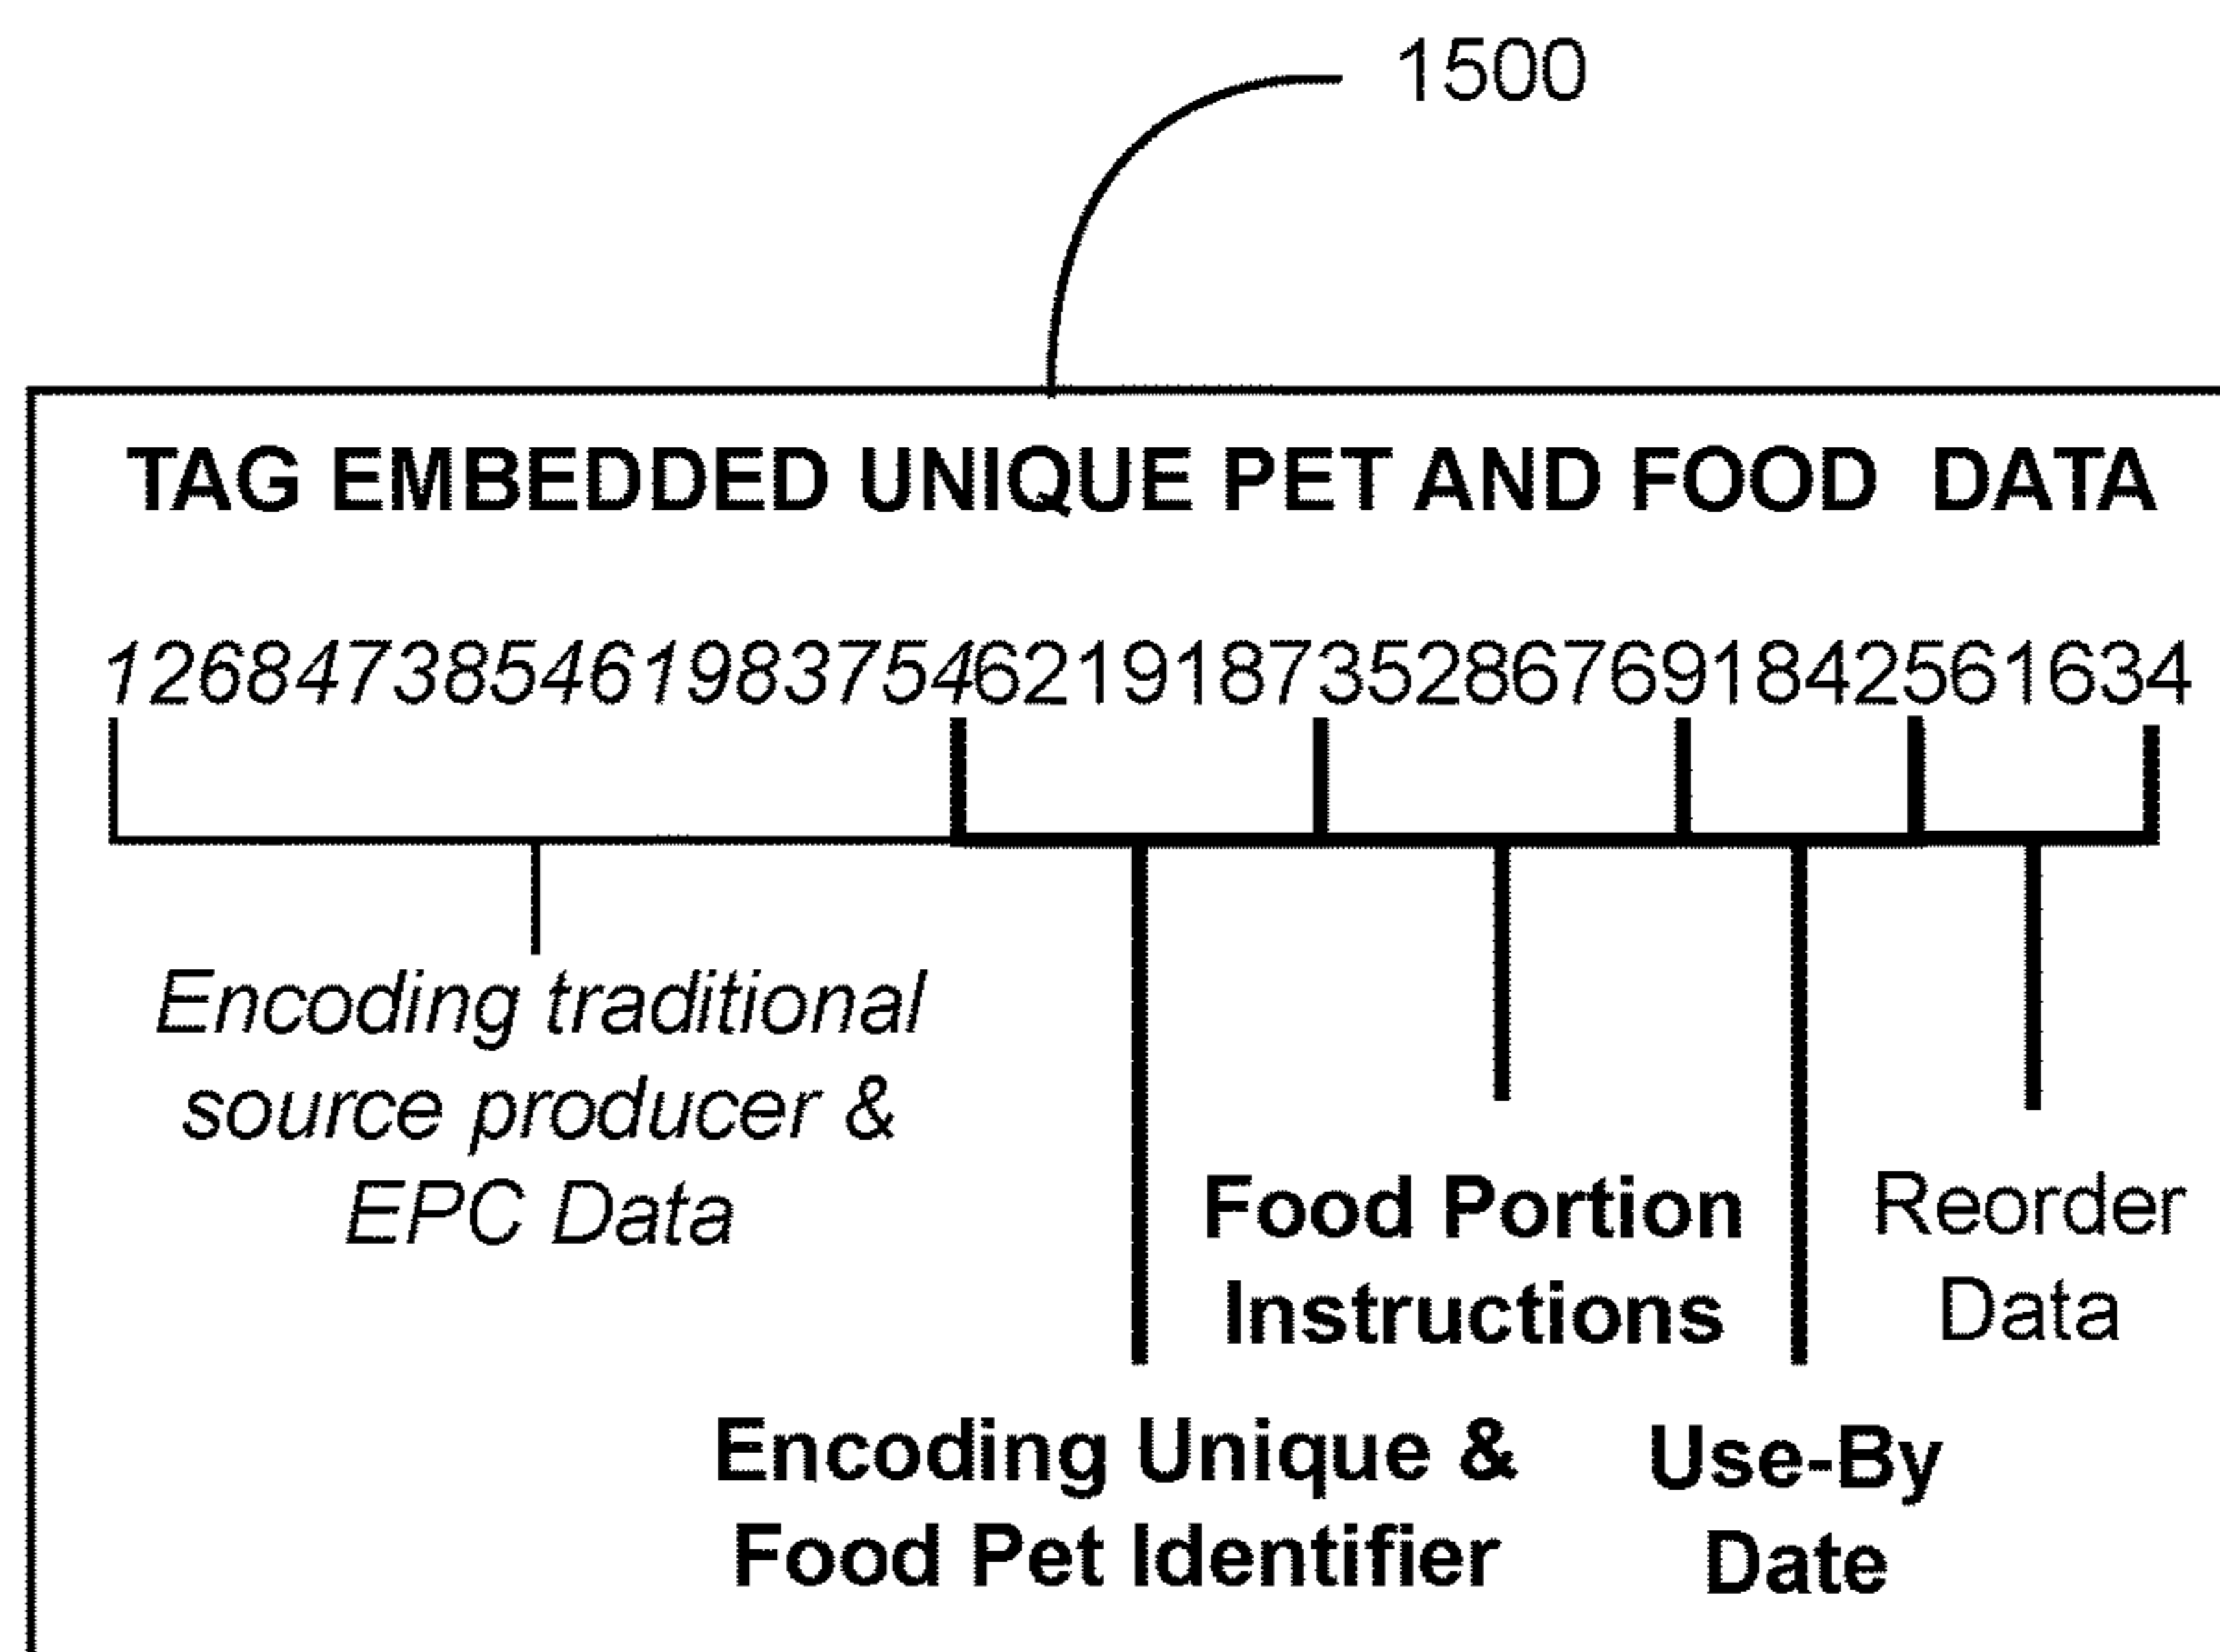 1500
TAG EMBEDDED UNIQUE PET AND FOOD DATA
1268473854619837546219187352867691842561634
Encoding traditional
source producer &
EPC Data
Food Portion
Instructions
Reorder
Data
Encoding Unique &
Food Pet Identifier
Use-By
Date